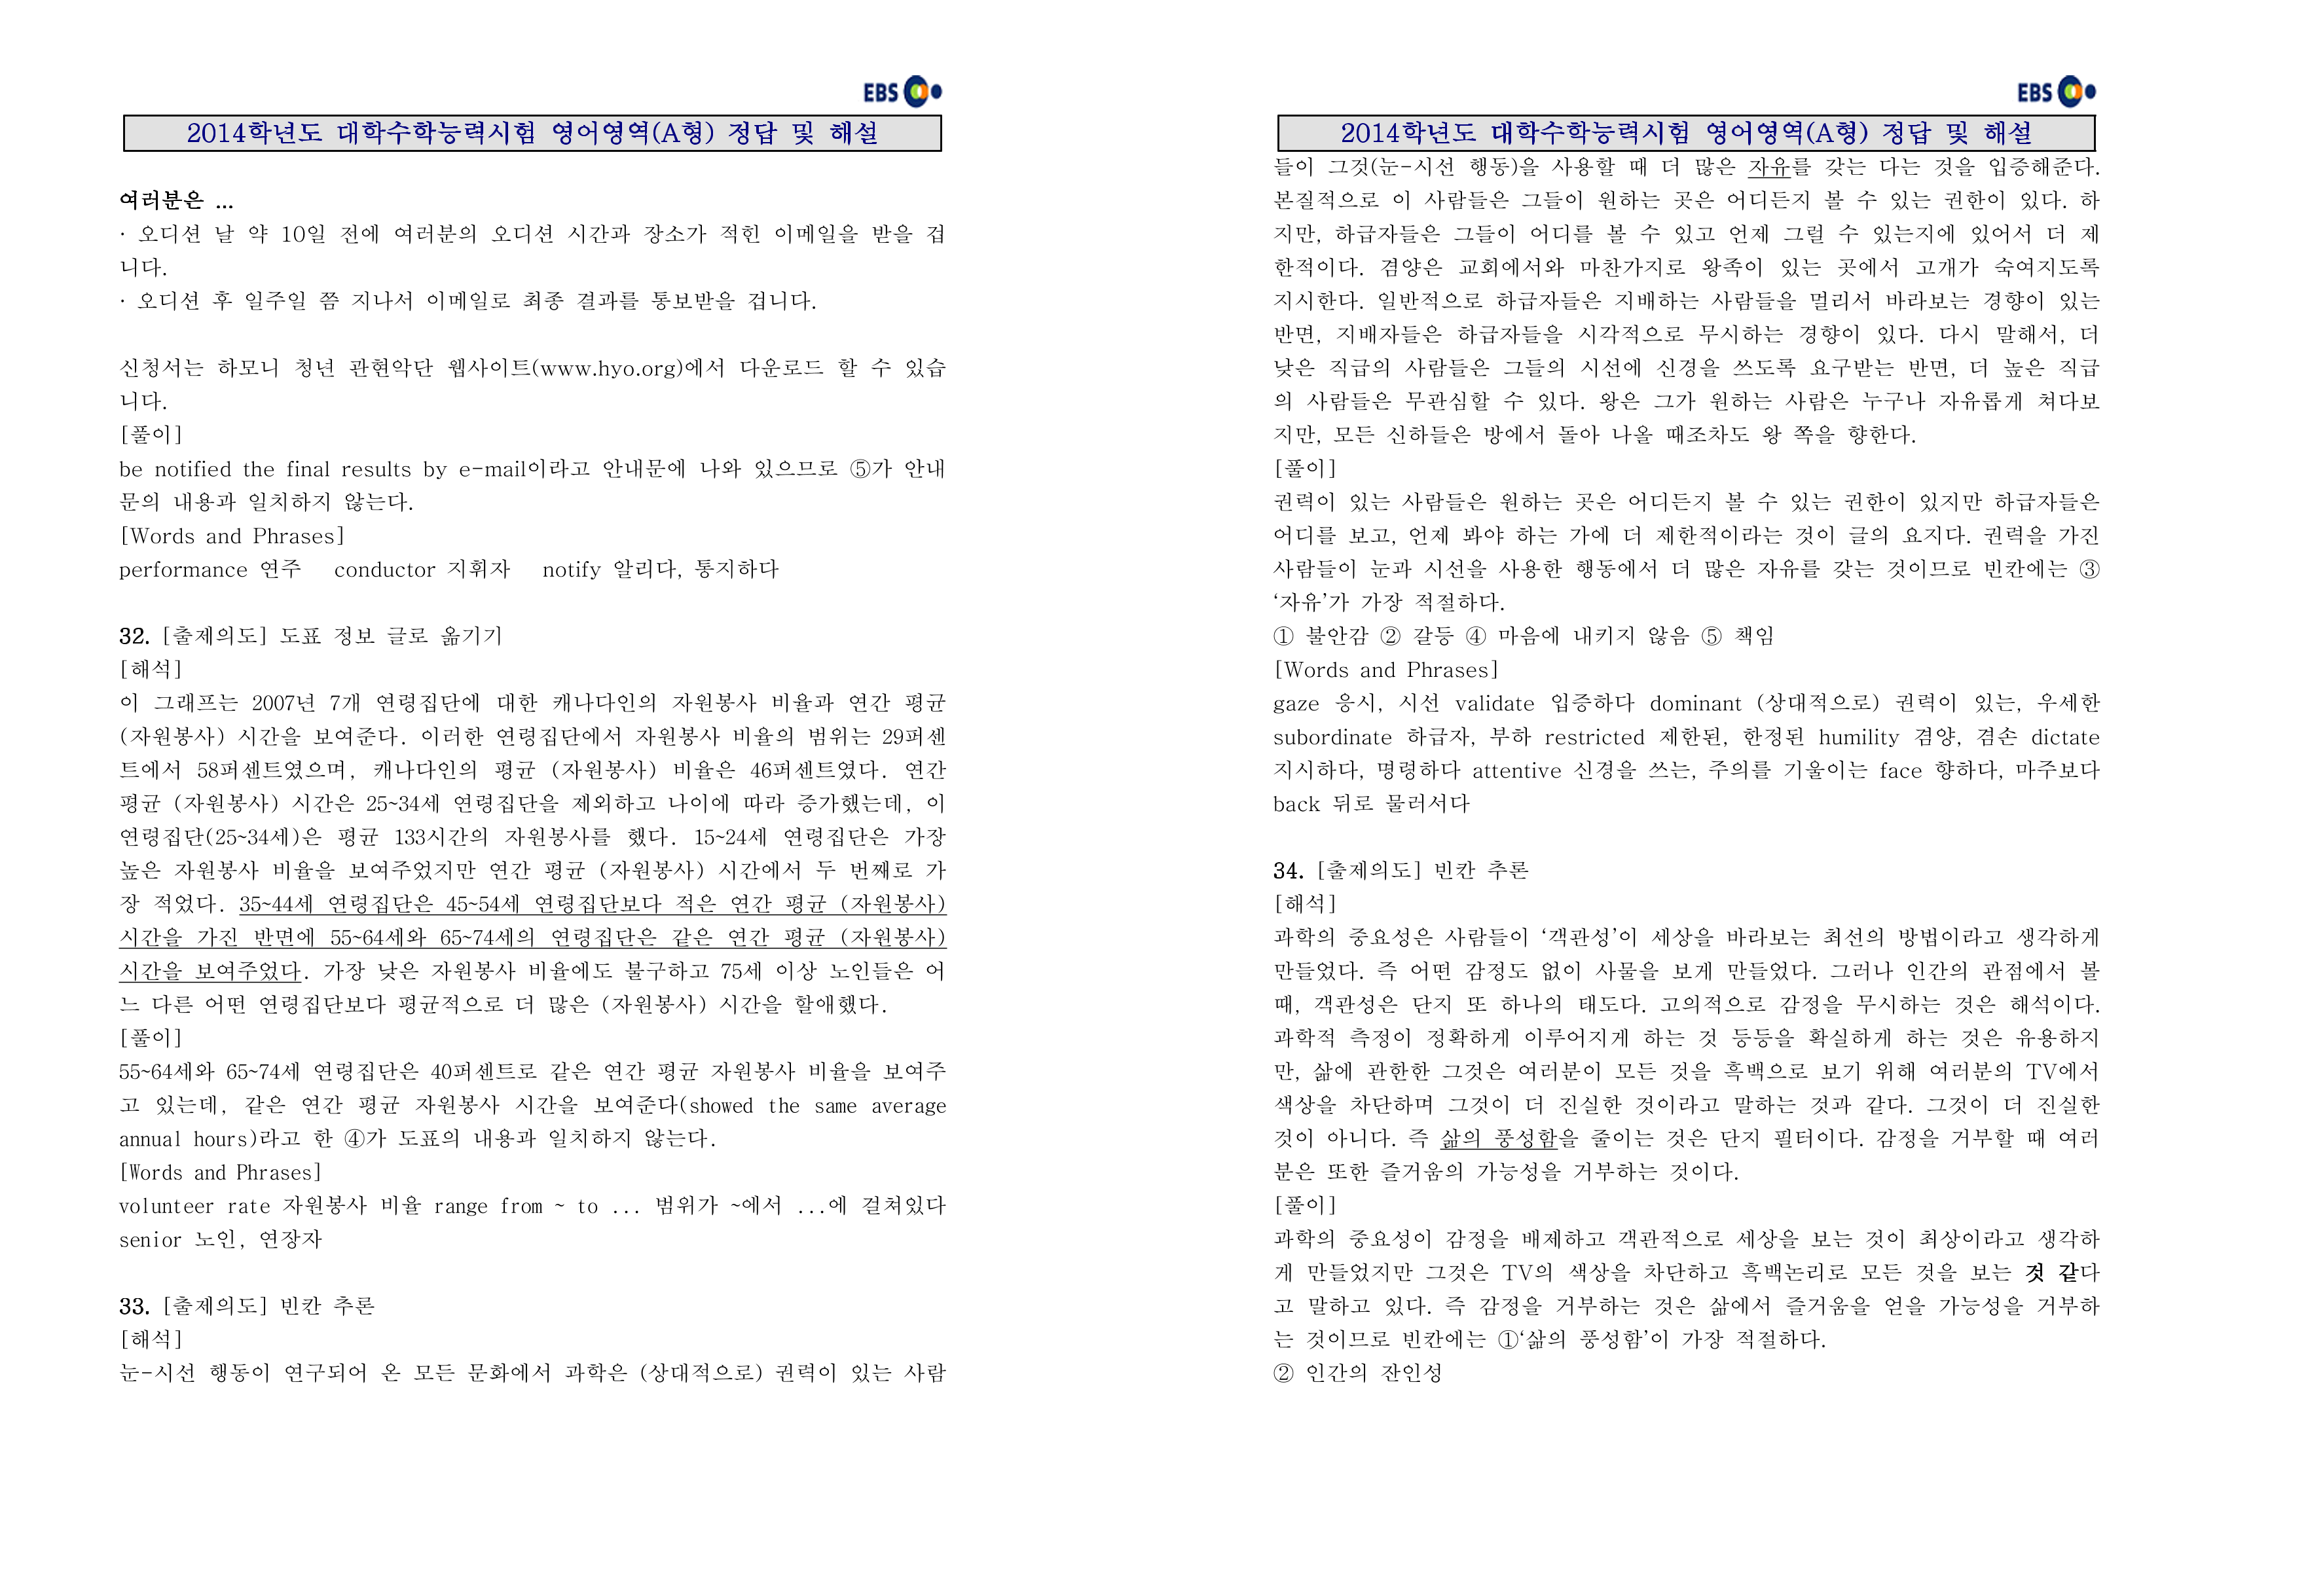 EBS
2014학년도 대학수학능력시험 영어영역(A형) 정답 및 해설
여러분은 ...
· 오디션 날 약 10일 전에 여러분의 오디션 시간과 장소가 적힌 이메일을 받을 겁
니다.
· 오디션 후 일주일 쯤 지나서 이메일로 최종 결과를 통보받을 겁니다.
신청서는 하모니 청년 관현악단 웹사이트(www.hyo.org)에서 다운로드 할 수 있습
니다.
[풀이]
be notified the final results by e-mail이라고 안내문에 나와 있으므로 ⑤가 안내
문의 내용과 일치하지 않는다.
[Words and Phrases]
performance 연주 conductor 지휘자 notify 알리다, 통지하다
32. [출제의도] 도표 정보 글로 옮기기
[해석]
이 그래프는 2007년 7개 연령집단에 대한 캐나다인의 자원봉사 비율과 연간 평균
(자원봉사) 시간을 보여준다. 이러한 연령집단에서 자원봉사 비율의 범위는 29퍼센
트에서 58퍼센트였으며, 캐나다인의 평균 (자원봉사) 비율은 46퍼센트였다. 연간
평균 (자원봉사) 시간은 25~34세 연령집단을 제외하고 나이에 따라 증가했는데, 이
연령집단(25~34세)은 평균 133시간의 자원봉사를 했다. 15~24세 연령집단은 가장
높은 자원봉사 비율을 보여주었지만 연간 평균 (자원봉사) 시간에서 두 번째로 가
장 적었다. 35~44세 연령집단은 45~54세 연령집단보다 적은 연간 평균 (자원봉사)
시간을 가진 반면에 55~64세와 65~74세의 연령집단은 같은 연간 평균 (자원봉사)
시간을 보여주었다. 가장 낮은 자원봉사 비율에도 불구하고 75세 이상 노인들은 어
느 다른 어떤 연령집단보다 평균적으로 더 많은 (자원봉사) 시간을 할애했다.
[풀이]
55~64세와 65~74세 연령집단은 40퍼센트로 같은 연간 평균 자원봉사 비율을 보여주
고 있는데, 같은 연간 평균 자원봉사 시간을 보여준다(showed the same average
annual hours)라고 한 ④가 도표의 내용과 일치하지 않는다.
[Words and Phrases]
volunteer rate 자원봉사 비율 range from ~ to ... 범위가 ~에서 ...에 걸쳐있다
senior 노인, 연장자
33. [출제의도] 빈칸 추론
[해석]
눈-시선 행동이 연구되어 온 모든 문화에서 과학은 (상대적으로) 권력이 있는 사람
EBS
2014학년도 대학수학능력시험 영어영역(A형) 정답 및 해설
들이 그것(눈-시선 행동)을 사용할 때 더 많은 자유를 갖는 다는 것을 입증해준다.
본질적으로 이 사람들은 그들이 원하는 곳은 어디든지 볼 수 있는 권한이 있다. 하
지만, 하급자들은 그들이 어디를 볼 수 있고 언제 그럴 수 있는지에 있어서 더 제
한적이다. 겸양은 교회에서와 마찬가지로 왕족이 있는 곳에서 고개가 숙여지도록
지시한다. 일반적으로 하급자들은 지배하는 사람들을 멀리서 바라보는 경향이 있는
반면, 지배자들은 하급자들을 시각적으로 무시하는 경향이 있다. 다시 말해서, 더
낮은 직급의 사람들은 그들의 시선에 신경을 쓰도록 요구받는 반면, 더 높은 직급
의 사람들은 무관심할 수 있다. 왕은 그가 원하는 사람은 누구나 자유롭게 쳐다보
지만, 모든 신하들은 방에서 돌아 나올 때조차도 왕 쪽을 향한다.
[풀이]
권력이 있는 사람들은 원하는 곳은 어디든지 볼 수 있는 권한이 있지만 하급자들은
어디를 보고, 언제 봐야 하는 가에 더 제한적이라는 것이 글의 요지다. 권력을 가진
사람들이 눈과 시선을 사용한 행동에서 더 많은 자유를 갖는 것이므로 빈칸에는 ③
‘자유’가 가장 적절하다.
① 불안감 ② 갈등 ④ 마음에 내키지 않음 ⑤ 책임
[Words and Phrases]
gaze 응시, 시선 validate 입증하다 dominant (상대적으로) 권력이 있는, 우세한
subordinate 하급자, 부하 restricted 제한된, 한정된 humility 겸양, 겸손 dictate
지시하다, 명령하다 attentive 신경을 쓰는, 주의를 기울이는 face 향하다, 마주보다
back 뒤로 물러서다
34. [출제의도] 빈칸 추론
[해석]
과학의 중요성은 사람들이 ‘객관성’이 세상을 바라보는 최선의 방법이라고 생각하게
만들었다. 즉 어떤 감정도 없이 사물을 보게 만들었다. 그러나 인간의 관점에서 볼
때, 객관성은 단지 또 하나의 태도다. 고의적으로 감정을 무시하는 것은 해석이다.
과학적 측정이 정확하게 이루어지게 하는 것 등등을 확실하게 하는 것은 유용하지
만, 삶에 관한한 그것은 여러분이 모든 것을 흑백으로 보기 위해 여러분의 TV에서
색상을 차단하며 그것이 더 진실한 것이라고 말하는 것과 같다. 그것이 더 진실한
것이 아니다. 즉 삶의 풍성함을 줄이는 것은 단지 필터이다. 감정을 거부할 때 여러
분은 또한 즐거움의 가능성을 거부하는 것이다.
[풀이]
과학의 중요성이 감정을 배제하고 객관적으로 세상을 보는 것이 최상이라고 생각하
게 만들었지만 그것은 TV의 색상을 차단하고 흑백논리로 모든 것을 보는 것 같다
고 말하고 있다. 즉 감정을 거부하는 것은 삶에서 즐거움을 얻을 가능성을 거부하
는 것이므로 빈칸에는 ①‘삶의 풍성함’이 가장 적절하다.
② 인간의 잔인성